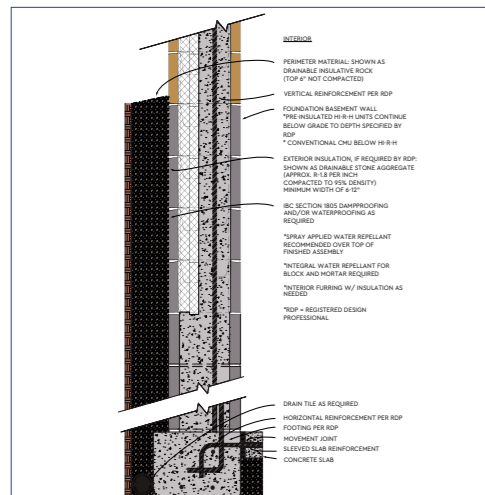 INTERIOR
PERIMETER MATERIAL: SHOWN AS
DRAINABLE INSULATIVE ROCK
(TOP 6" NOT COMPACTED)
VERTICAL REINFORCEMENT PER RDP
FOUNDATION BASEMENT WALL
*PRE-INSULATED HI-R-H UNITS CONTINUE
BELOW GRADE TO DEPTH SPECIFIED BY
RDP
* CONVENTIONAL CMU BELOW HI-R-H
EXTERIOR INSULATION, IF REQUIRED BY RDP:
SHOWN AS DRAINABLE STONE AGGREGATE
(APPROX. R-1.8 PER INCH
COMPACTED TO 95% DENSITY)
MINIMUM WIDTH OF 6-12"
IBC SECTION 1805 DAMPPROOFING
AND/OR WATERPROOFING AS
REQUIRED
*SPRAY APPLIED WATER REPELLANT
RECOMMENDED OVER TOP OF
FINISHED ASSEMBLY
*INTEGRAL WATER REPELLANT FOR
BLOCK AND MORTAR REQUIRED
*INTERIOR FURRING W/ INSULATION AS
NEEDED
*RDP = REGISTERED DESIGN
PROFESSIONAL
DRAIN TILE AS REQUIRED
HORIZONTAL REINFORCEMENT PER RDP
FOOTING PER RDP
MOVEMENT JOINT
SLEEVED SLAB REINFORCEMENT
CONCRETE SLAB